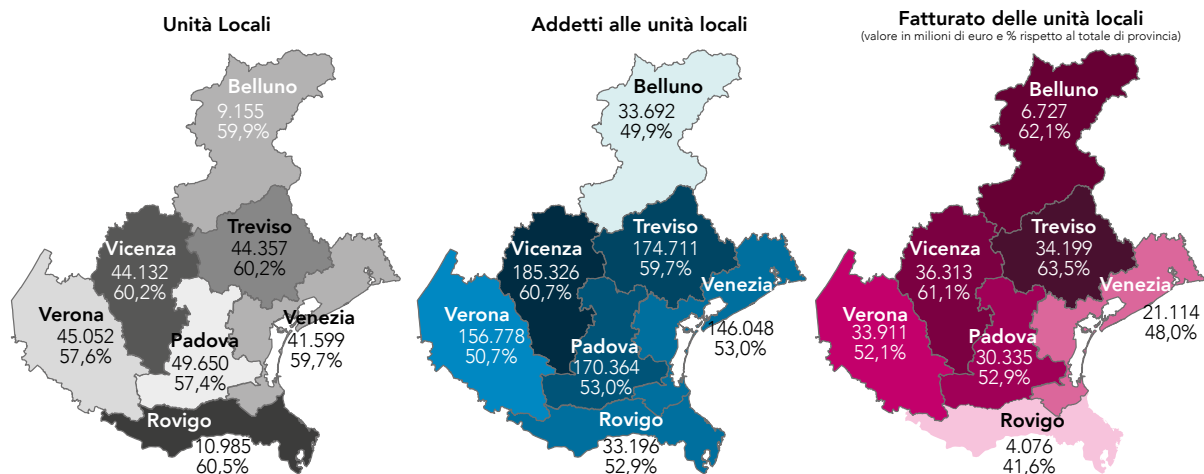 Unità Locali
Belluno
9.155
59,9%
Treviso
44.357
60,2%
Vicenza
44.132
60,2%
Verona
45.052
57,6%
Padova
49.650
57,4%
Venezia
41.599
59,7%
Rovigo
10.985
60,5%
Addetti alle unità locali
Belluno
33.692
49,9%
Treviso
174.711
59,7%
Vicenza
185.326
60,7%
Venezia
146.048
53,0%
Verona
156.778
50,7%
Padova
170.364
53,0%
Rovigo
33.196
52,9%
Fatturato delle unità locali
(valore in milioni di euro e % rispetto al totale di provincia)
Belluno
6.727
62,1%
Treviso
34.199
63,5%
Vicenza
36.313
61,1%
Venezia
21.114
48,0%
Verona
33.911
52,1%
Padova
30.335
52,9%
Rovigo
4.076
41,6%